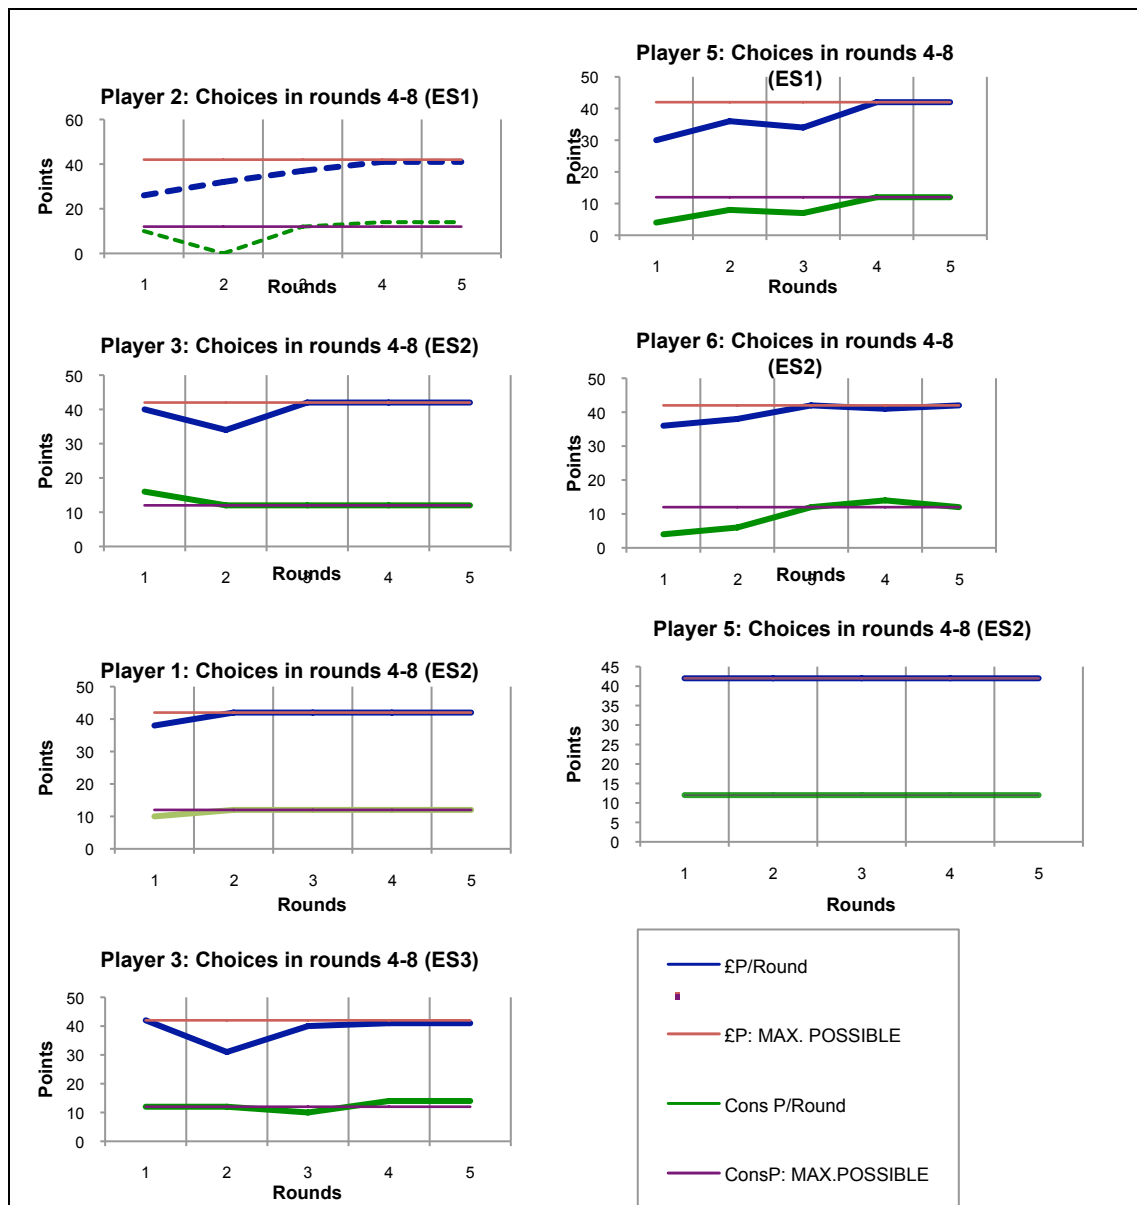 Player 2: Choices in rounds 4-8 (ES1)
60
40
20
0
Points
1 2 3 4 5
Rounds
Player 5: Choices in rounds 4-8
(ES1)
50
40
30
20
10
0
Points
1 2 3 4 5
Rounds
Player 3: Choices in rounds 4-8 (ES2)
50
40
30
20
10
0
Points
1 2 3 4 5
Rounds
Player 6: Choices in rounds 4-8
(ES2)
50
40
30
20
10
0
Points
1 2 3 4 5
Rounds
Player 1: Choices in rounds 4-8 (ES2)
50
40
30
20
10
0
Points
1 2 3 4 5
Rounds
Player 5: Choices in rounds 4-8 (ES2)
45
40
35
30
25
20
15
10
5
0
Points
1 2 3 4 5
Rounds
Player 3: Choices in rounds 4-8 (ES3)
50
40
30
20
10
0
Points
1 2 3 4 5
Rounds
£P/Round
£P: MAX. POSSIBLE
Cons P/Round
ConsP: MAX.POSSIBLE